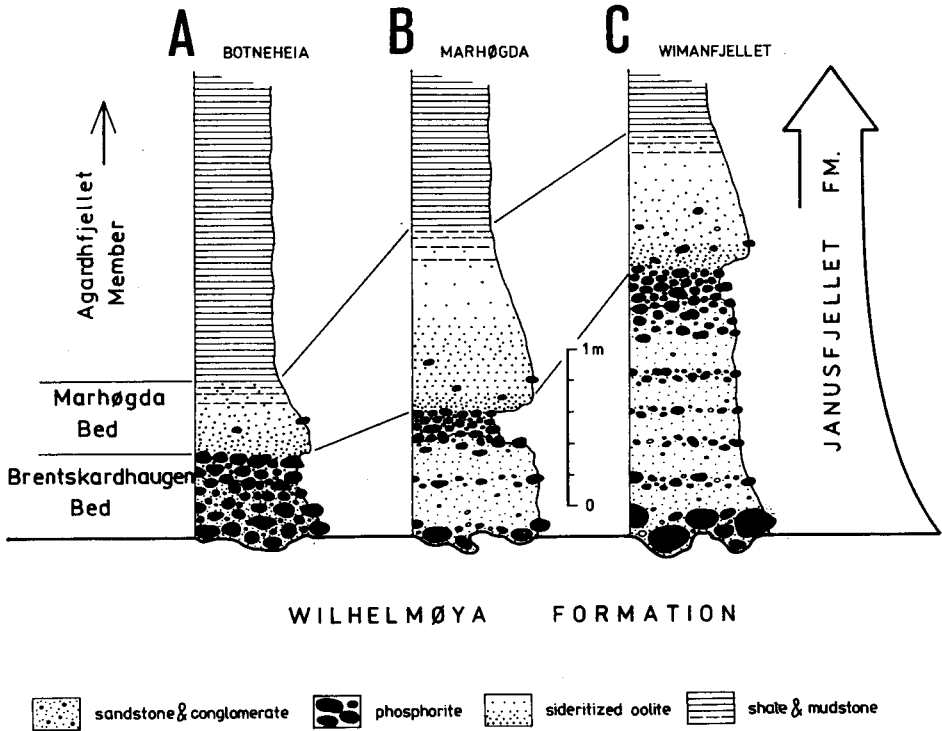 A
BOTNEHEIA
B
MARHØGDA
C
WIMANFJELLET
Agardhfjellet
Member
Marhøgda
Bed
Brentskardhaugen
Bed
1m
0
JANUSFJELLET FM.
WILHELMØYA FORMATION
sandstone & conglomerate
phosphorite
sideritized oolite
shale & mudstone